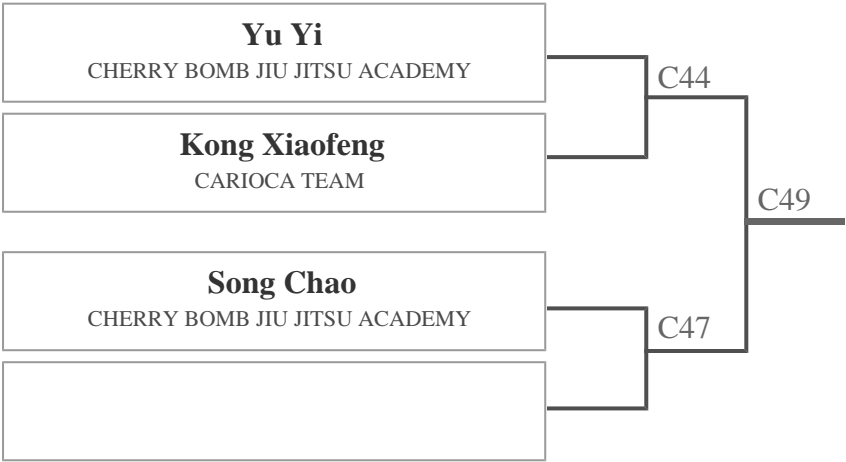 Yu Yi
CHERRY BOMB JIU JITSU ACADEMY
C44
Kong Xiaofeng
CARIOCA TEAM
C49
Song Chao
CHERRY BOMB JIU JITSU ACADEMY
C47